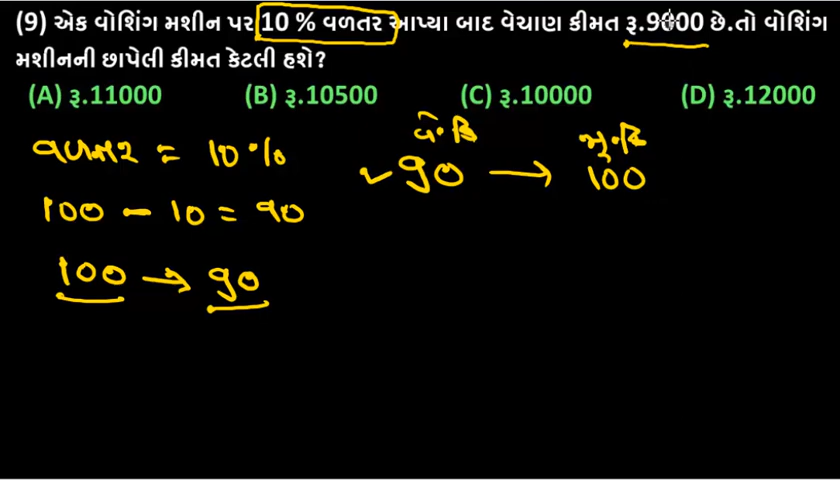 (9) એક વોશિંગ મશીન પર 10 % વળતર આપ્યા બાદ વેચાણ કીમત રૂ.9000 છે.તો વોશિંગ
મશીનની છાપેલી કીમત કેટલી હશે?
(A) રૂ.11000 (B) રૂ.10500 (C) રૂ.10000 (D) રૂ.12000
વળતર = 10 %
વે.કિ મૂ.કિ
90 → 100
100 - 10 = 90
100 → 90